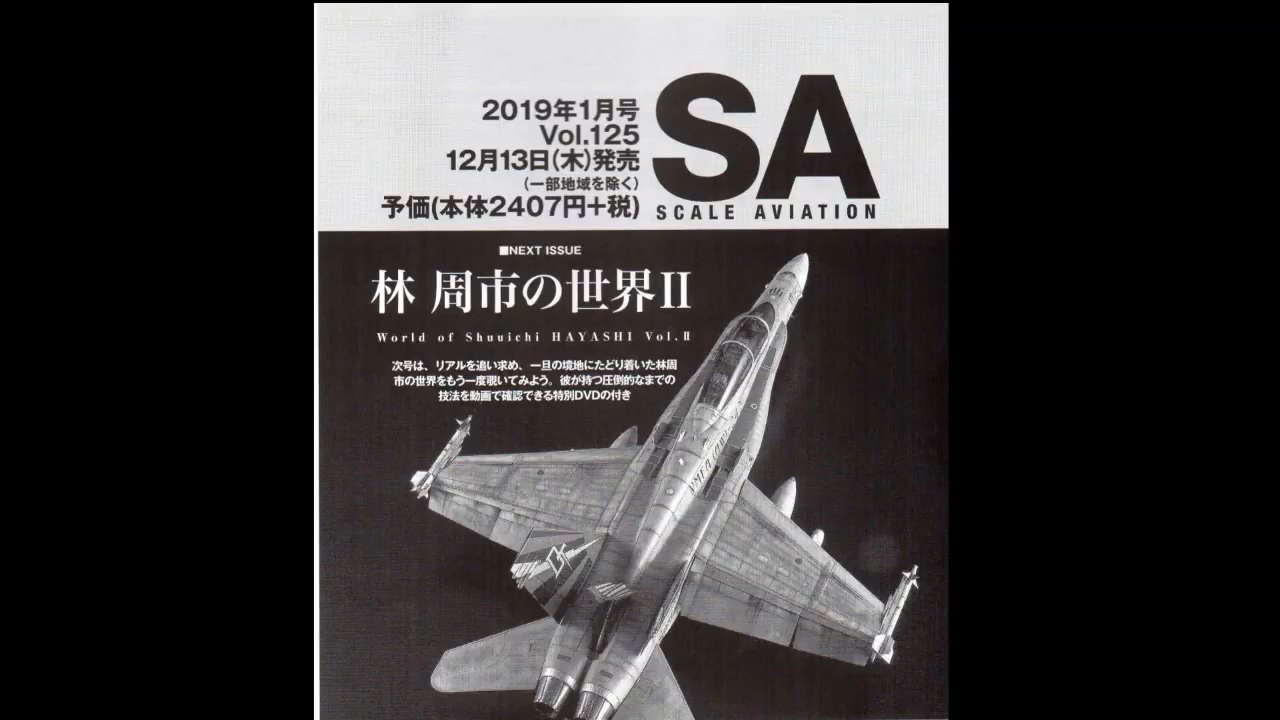 2019年1月号
Vol.125
12月13日(木)発売
(一部地域を除く)
予価(本体2407円+税)
SA
SCALE AVIATION
■NEXT ISSUE
林 周市の世界II
World of Shuuichi HAYASHI Vol.II
次号は、リアルを追い求め、一旦の境地にたどり着いた林周
市の世界をもう一度覗いてみよう。彼が持つ圧倒的なまでの
技法を動画で確認できる特別DVDの付き
VMFA